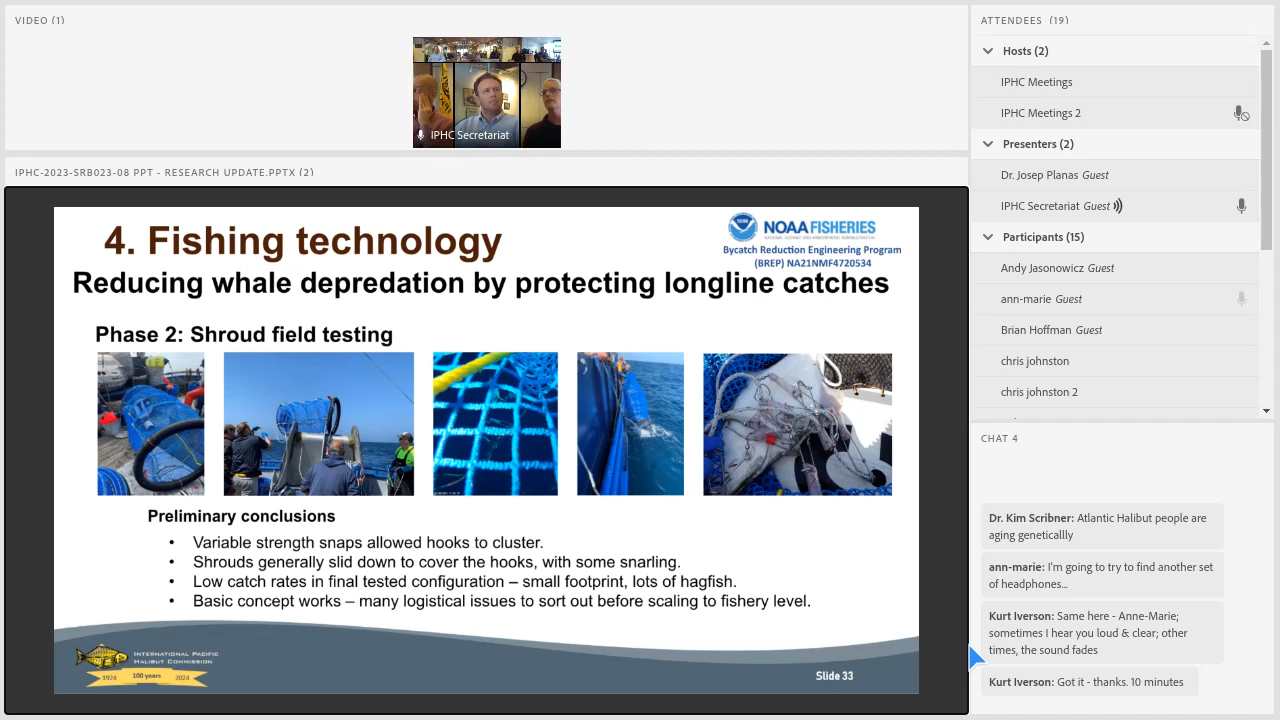 VIDEO (1)
IPHC Secretariat
IPHC-2023-SRB023-08 PPT - RESEARCH UPDATE.PPTX (2)
4. Fishing technology
NOAA FISHERIES
Bycatch Reduction Engineering Program
(BREP) NA21NMF4720534
Reducing whale depredation by protecting longline catches
Phase 2: Shroud field testing
Preliminary conclusions
• Variable strength snaps allowed hooks to cluster.
• Shrouds generally slid down to cover the hooks, with some snarling.
• Low catch rates in final tested configuration – small footprint, lots of hagfish.
• Basic concept works – many logistical issues to sort out before scaling to fishery level.
INTERNATIONAL PACIFIC
HALIBUT COMMISSION
1924 100 years 2024
Slide 33
ATTENDEES (19)
Hosts (2)
IPHC Meetings
IPHC Meetings 2
Presenters (2)
Dr. Josep Planas Guest
IPHC Secretariat Guest
Participants (15)
Andy Jasonowicz Guest
ann-marie Guest
Brian Hoffman Guest
chris johnston
chris johnston 2
CHAT 4
Dr. Kim Scribner: Atlantic Halibut people are
aging geneticallly
ann-marie: I'm going to try to find another set
of headphones...
Kurt Iverson: Same here - Anne-Marie;
sometimes I hear you loud & clear; other
times, the audio fades
Kurt Iverson: Got it - thanks. 10 minutes